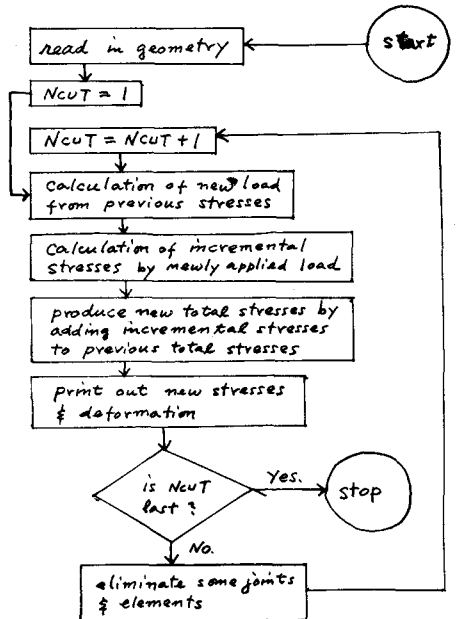 start
read in geometry
NCUT = 1
NCUT = NCUT + 1
calculation of new load
from previous stresses
calculation of incremental
stresses by newly applied load
produce new total stresses by
adding incremental stresses
to previous total stresses
print out new stresses
& deformation
is NCUT
last ?
Yes.
stop
No.
eliminate some joints
& elements